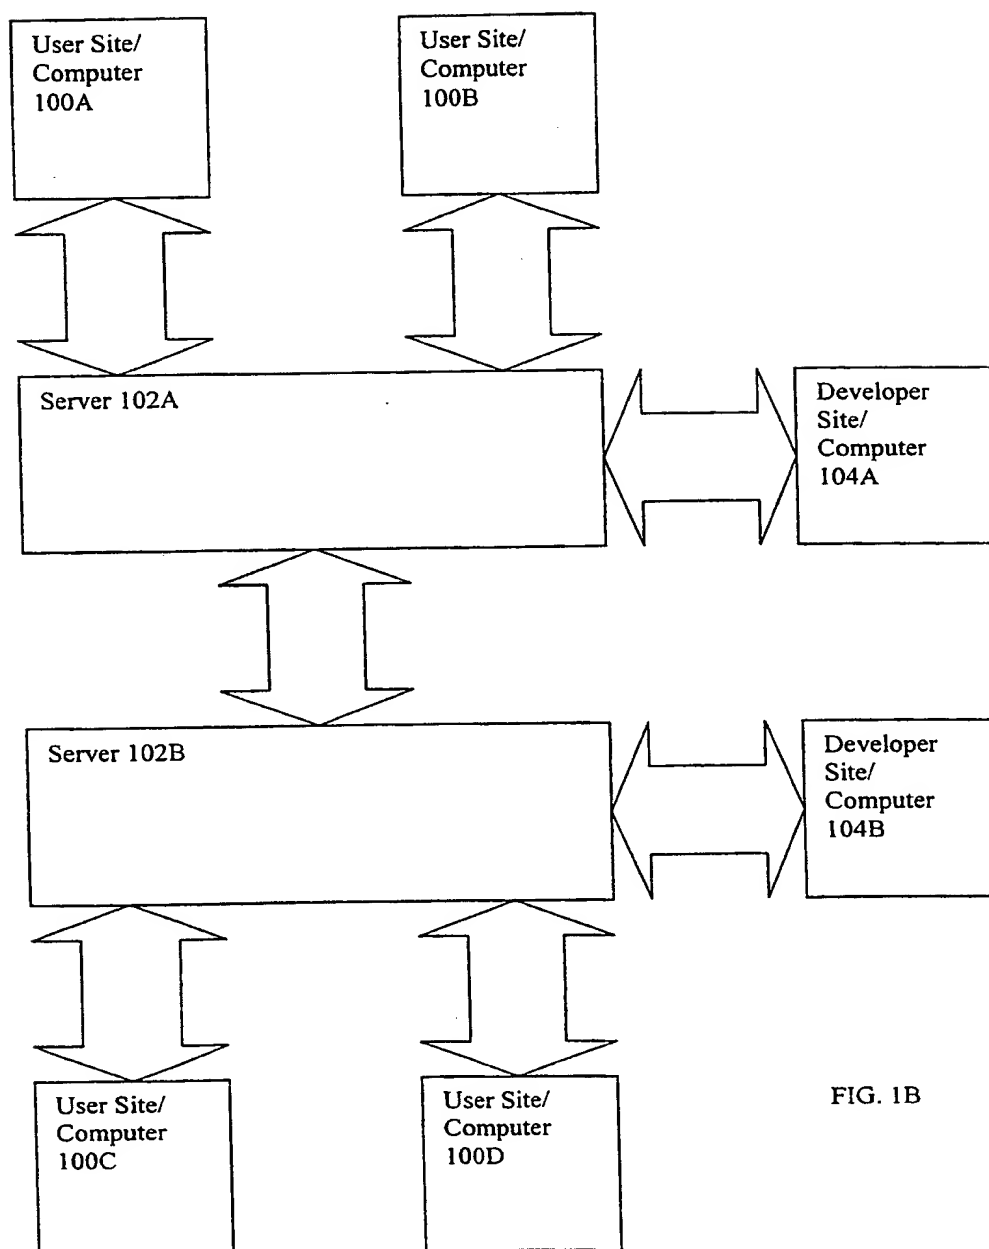 User Site/
Computer
100A
User Site/
Computer
100B
Server 102A
Developer
Site/
Computer
104A
Server 102B
Developer
Site/
Computer
104B
User Site/
Computer
100C
User Site/
Computer
100D
FIG. 1B